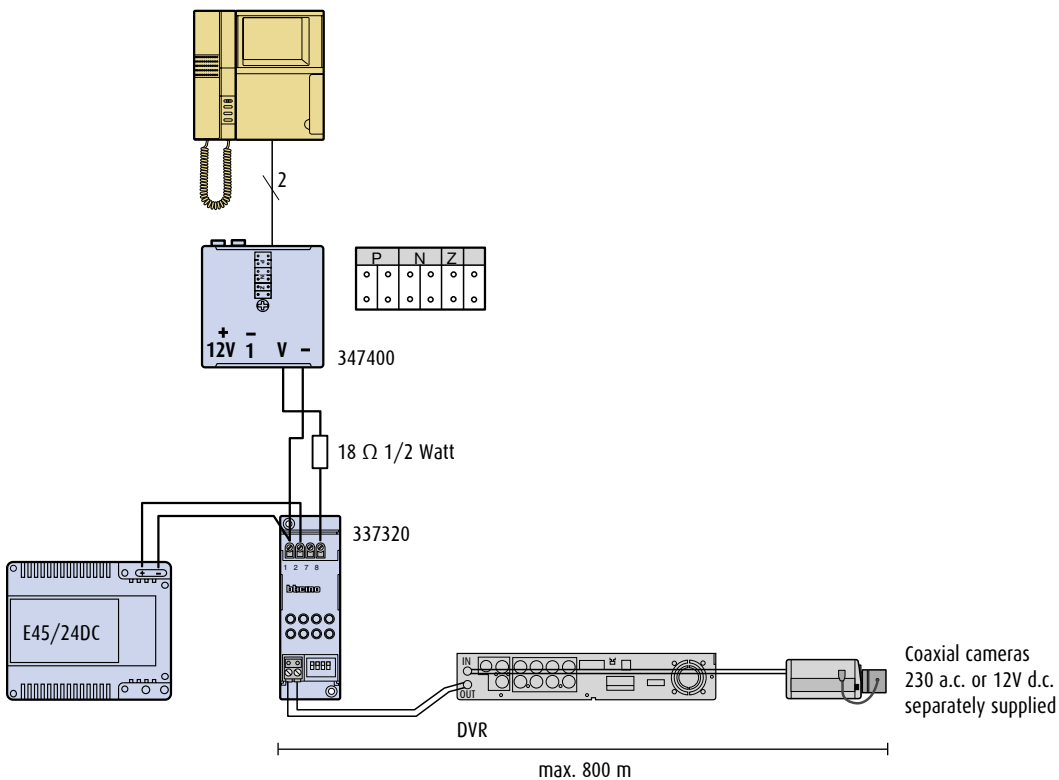 2
P N Z
+ –
12V 1 V –
347400
18 Ω 1/2 Watt
337320
1 2 7 8
bticino
+ –
E45/24DC
IN
OUT
DVR
Coaxial cameras
230 a.c. or 12V d.c.
separately supplied
max. 800 m